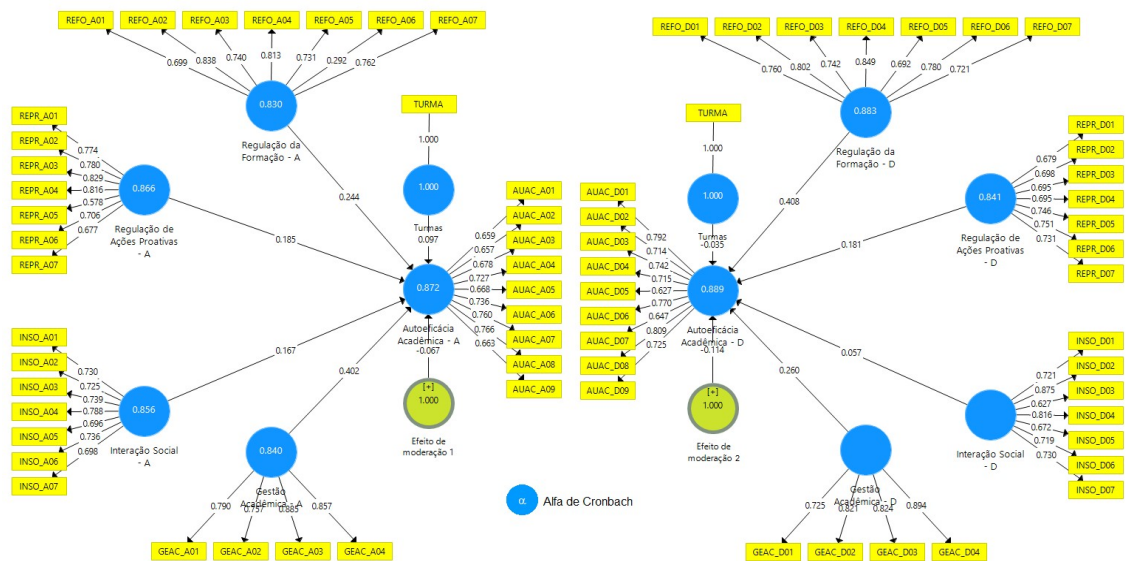 REFO_A01
REFO_A02
REFO_A03
REFO_A04
REFO_A05
REFO_A06
REFO_A07
0.699
0.838
0.740
0.813
0.731
0.292
0.762
0.830
Regulação da
Formação - A
REPR_A01
REPR_A02
REPR_A03
REPR_A04
REPR_A05
REPR_A06
REPR_A07
0.774
0.780
0.829
0.816
0.578
0.706
0.677
0.866
Regulação de
Ações Proativas
- A
INSO_A01
INSO_A02
INSO_A03
INSO_A04
INSO_A05
INSO_A06
INSO_A07
0.730
0.725
0.739
0.788
0.696
0.736
0.698
0.856
Interação Social
- A
0.840
Gestão
Acadêmica - A
0.790
0.757
0.885
0.857
GEAC_A01
GEAC_A02
GEAC_A03
GEAC_A04
0.244
0.185
0.167
0.402
TURMA
1.000
1.000
Turmas
0.097
0.872
Autoeficácia
Acadêmica - A
-0.067
[+]
1.000
Efeito de
moderação 1
0.659
0.657
0.678
0.727
0.668
0.736
0.760
0.766
0.663
AUAC_A01
AUAC_A02
AUAC_A03
AUAC_A04
AUAC_A05
AUAC_A06
AUAC_A07
AUAC_A08
AUAC_A09
α
Alfa de Cronbach
REFO_D01
REFO_D02
REFO_D03
REFO_D04
REFO_D05
REFO_D06
REFO_D07
0.760
0.802
0.742
0.849
0.692
0.780
0.721
0.883
Regulação da
Formação - D
TURMA
1.000
1.000
Turmas
-0.035
AUAC_D01
AUAC_D02
AUAC_D03
AUAC_D04
AUAC_D05
AUAC_D06
AUAC_D07
AUAC_D08
AUAC_D09
0.792
0.714
0.742
0.715
0.627
0.770
0.647
0.809
0.725
0.889
Autoeficácia
Acadêmica - D
-0.114
[+]
1.000
Efeito de
moderação 2
0.408
0.181
0.057
0.260
0.841
Regulação de
Ações Proativas
- D
0.679
0.698
0.695
0.695
0.746
0.751
0.731
REPR_D01
REPR_D02
REPR_D03
REPR_D04
REPR_D05
REPR_D06
REPR_D07
Interação Social
- D
0.721
0.875
0.627
0.816
0.672
0.719
0.730
INSO_D01
INSO_D02
INSO_D03
INSO_D04
INSO_D05
INSO_D06
INSO_D07
Gestão
Acadêmica - D
0.725
0.821
0.824
0.894
GEAC_D01
GEAC_D02
GEAC_D03
GEAC_D04